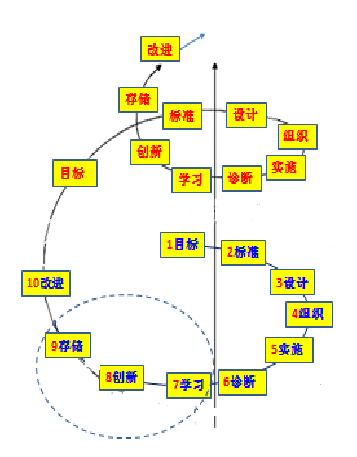 改进
存储
标准
设计
组织
创新
实施
学习
诊断
目标
1目标
2标准
3设计
4组织
5实施
6诊断
7学习
8创新
9存储
10改进